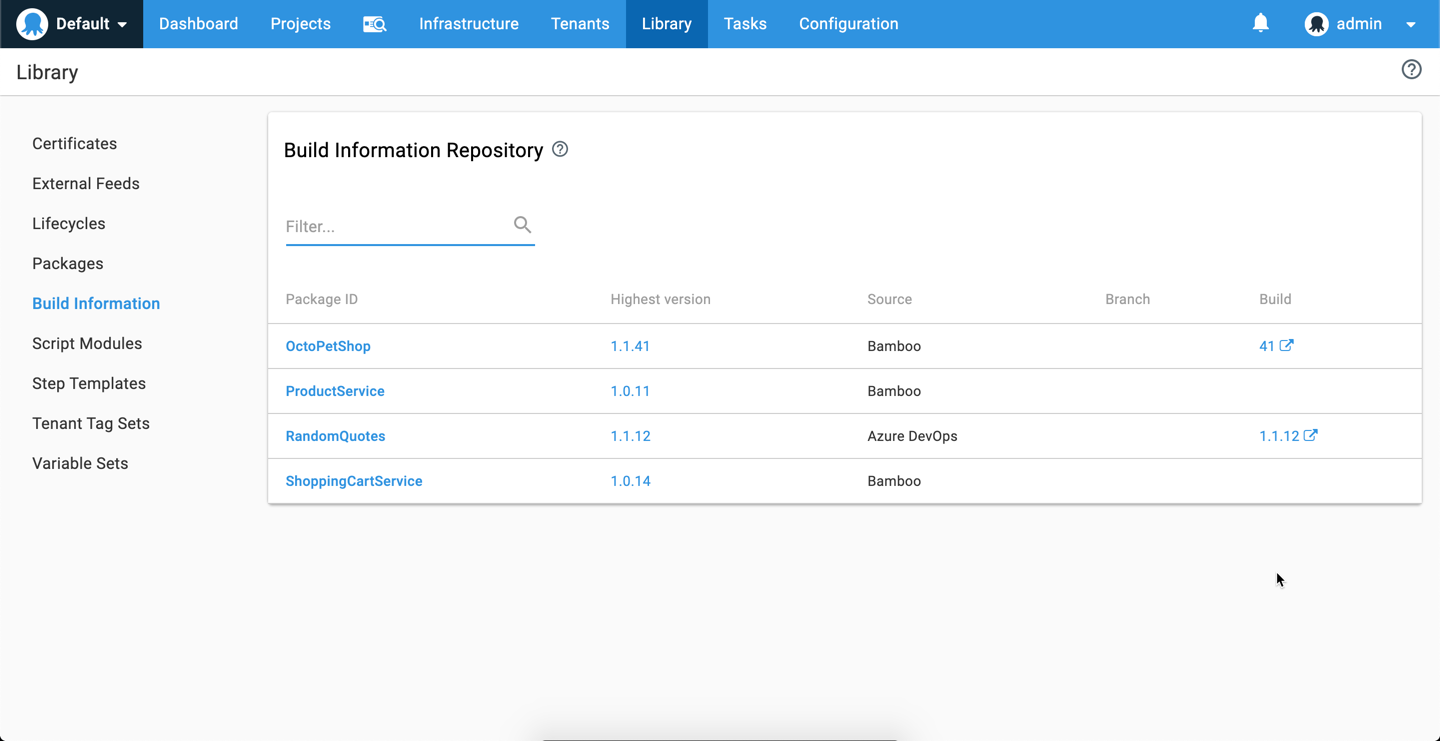 Default Dashboard Projects Infrastructure Tenants Library Tasks Configuration admin
Library
Certificates
External Feeds
Lifecycles
Packages
Build Information
Script Modules
Step Templates
Tenant Tag Sets
Variable Sets
Build Information Repository
Filter...
Package ID Highest version Source Branch Build
OctoPetShop 1.1.41 Bamboo 41
ProductService 1.0.11 Bamboo
RandomQuotes 1.1.12 Azure DevOps 1.1.12
ShoppingCartService 1.0.14 Bamboo